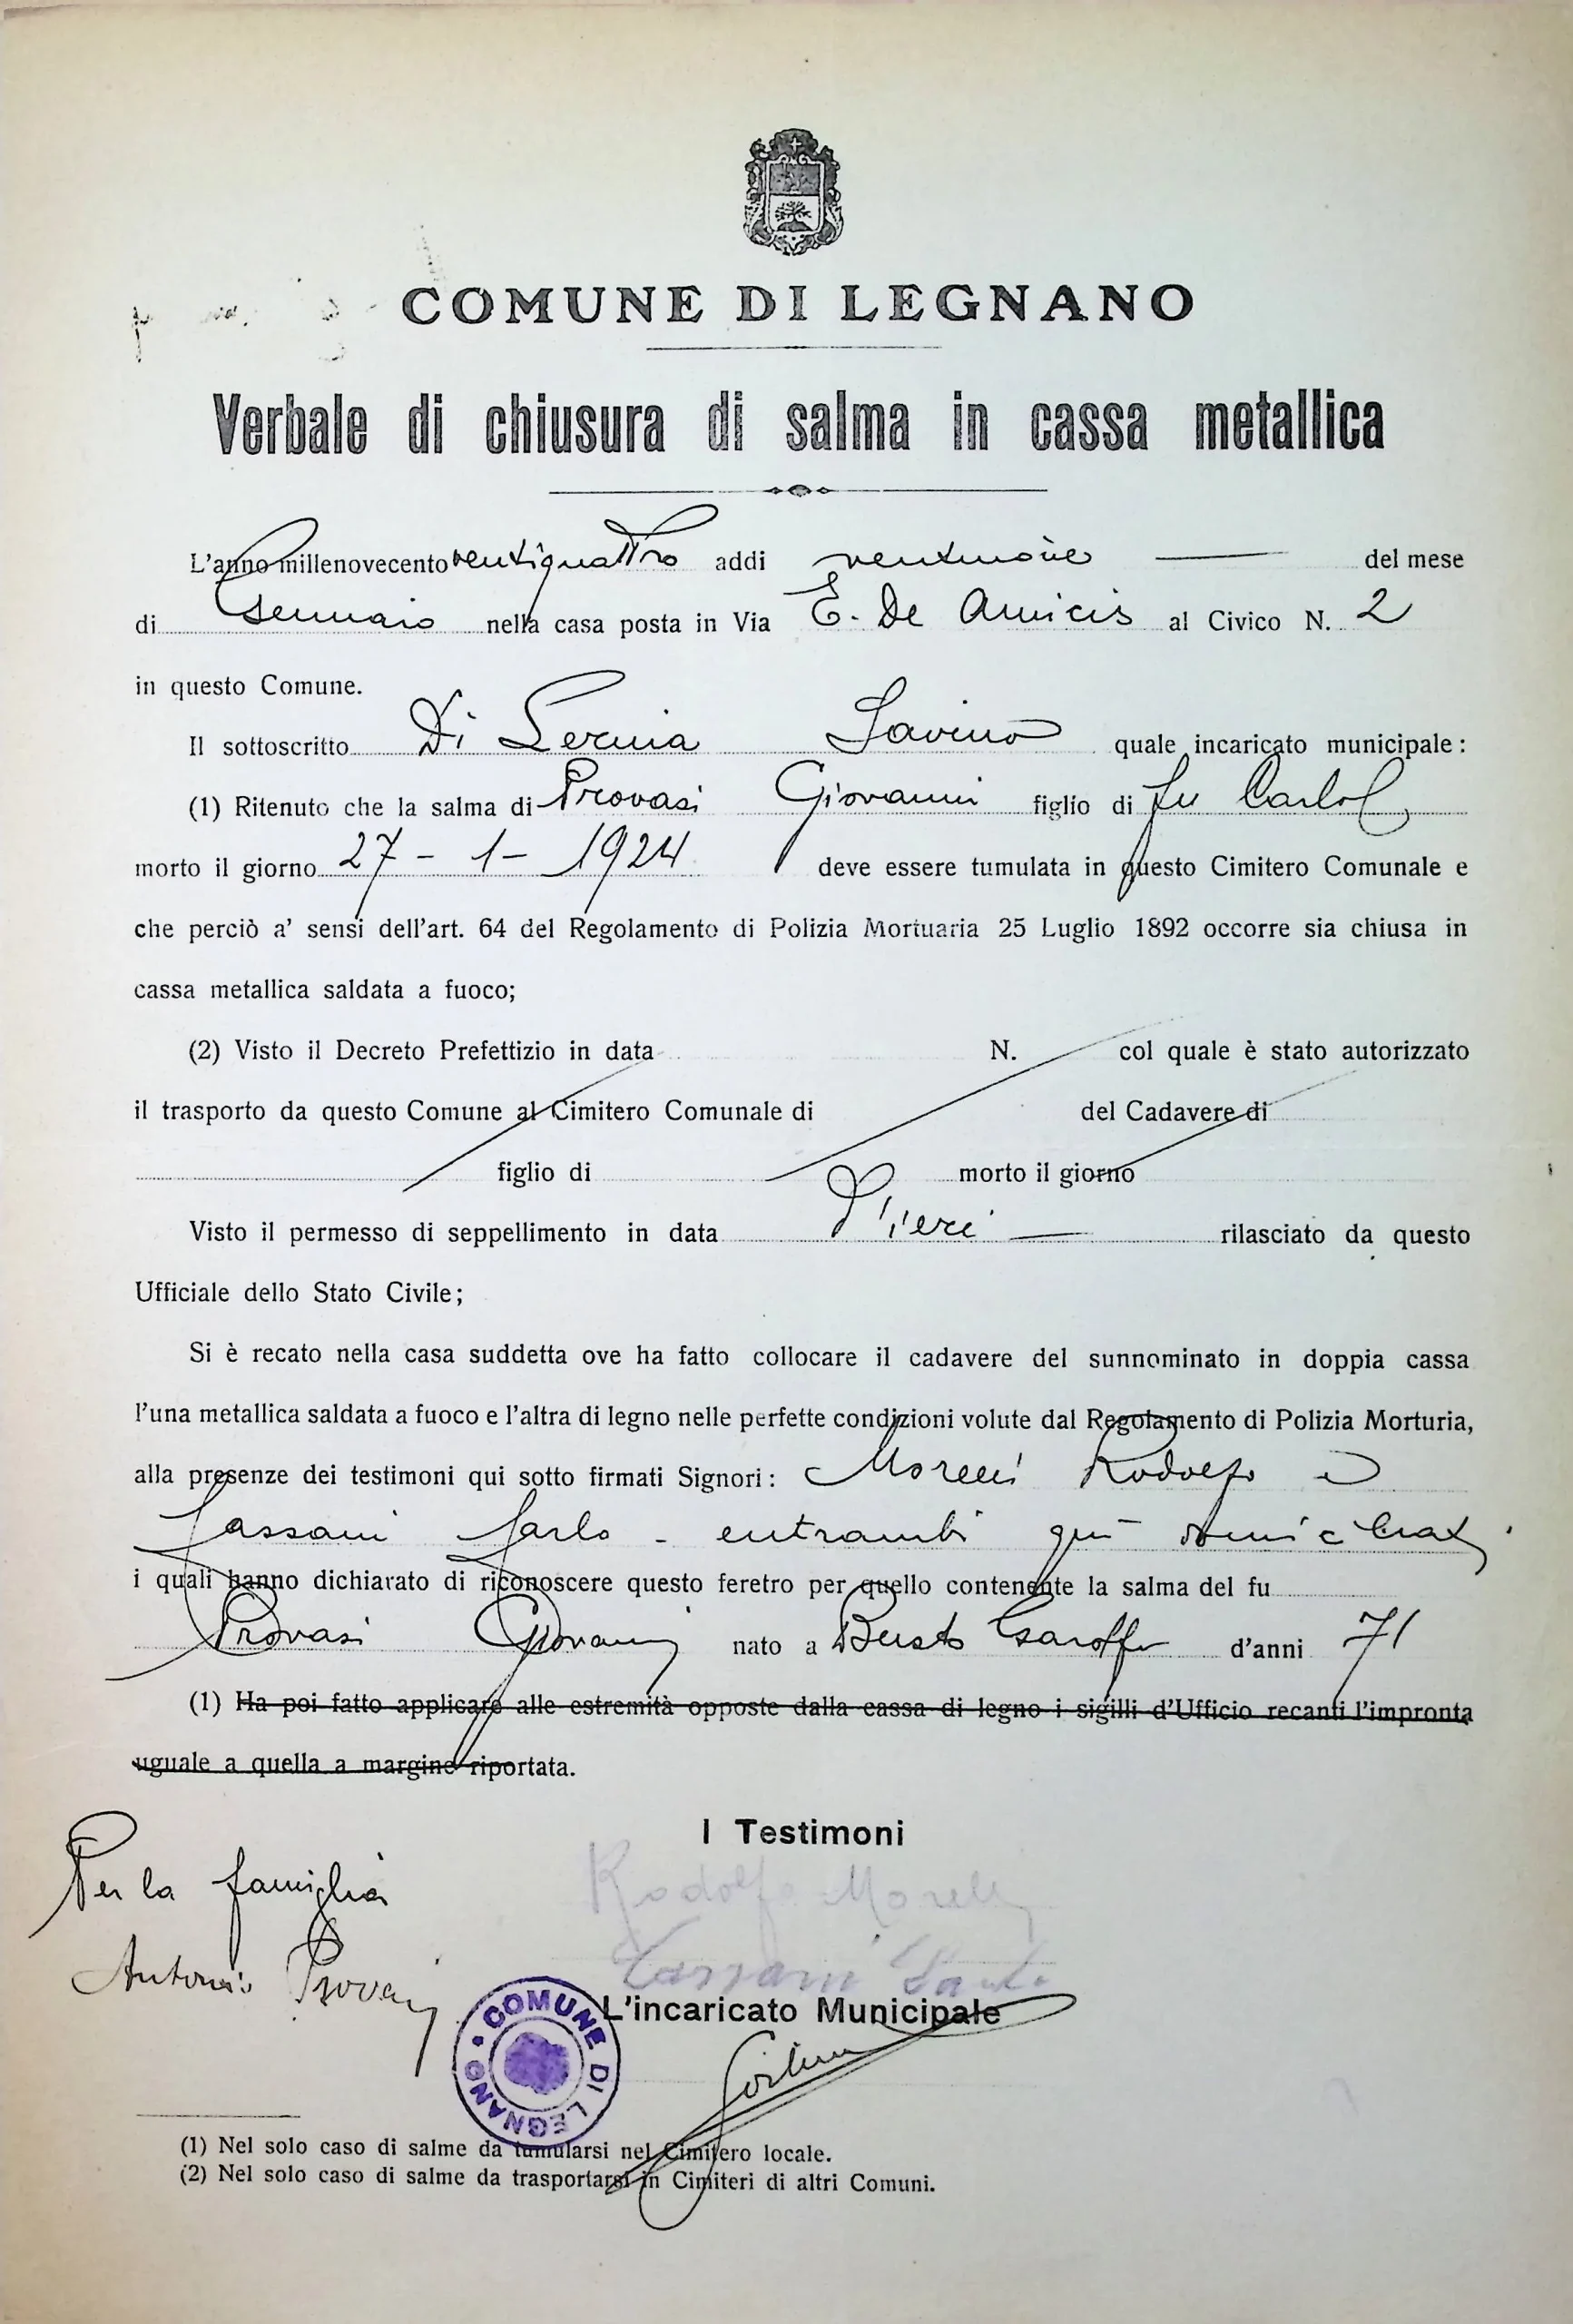 COMUNE DI LEGNANO
Verbale di chiusura di salma in cassa metallica
L'anno millenovecentoventiquattro addi ventinove del mese
di Gennaio nella casa posta in Via E. De Amicis al Civico N. 2
in questo Comune.
Il sottoscritto Di Lernia Savino quale incaricato municipale:
(1) Ritenuto che la salma di Provasi Giovanni figlio di fu Carlo
morto il giorno 27-1-1924 deve essere tumulata in questo Cimitero Comunale e
che perciò a' sensi dell'art. 64 del Regolamento di Polizia Mortuaria 25 Luglio 1892 occorre sia chiusa in
cassa metallica saldata a fuoco;
(2) Visto il Decreto Prefettizio in data N. col quale è stato autorizzato
il trasporto da questo Comune al Cimitero Comunale di del Cadavere di
figlio di morto il giorno
Visto il permesso di seppellimento in data d'ieri rilasciato da questo
Ufficiale dello Stato Civile;
Si è recato nella casa suddetta ove ha fatto collocare il cadavere del sunnominato in doppia cassa
l'una metallica saldata a fuoco e l'altra di legno nelle perfette condizioni volute dal Regolamento di Polizia Morturia,
alla presenze dei testimoni qui sotto firmati Signori: Morelli Rodolfo e
Tassani Carlo - entrambi qui domiciliati
i quali hanno dichiarato di riconoscere questo feretro per quello contenente la salma del fu
Provasi Giovanni nato a Busto Garolfo d'anni 71
(1) Ha poi fatto applicare alle estremità opposte dalla cassa di legno i sigilli d'Ufficio recanti l'impronta
uguale a quella a margine riportata.
I Testimoni
Per la famiglia
Rodolfo Morelli
Antonio Provasi
Tassani
COMUNE DI LEGNANO
L'incaricato Municipale
(1) Nel solo caso di salme da tumularsi nel Cimitero locale.
(2) Nel solo caso di salme da trasportarsi in Cimiteri di altri Comuni.